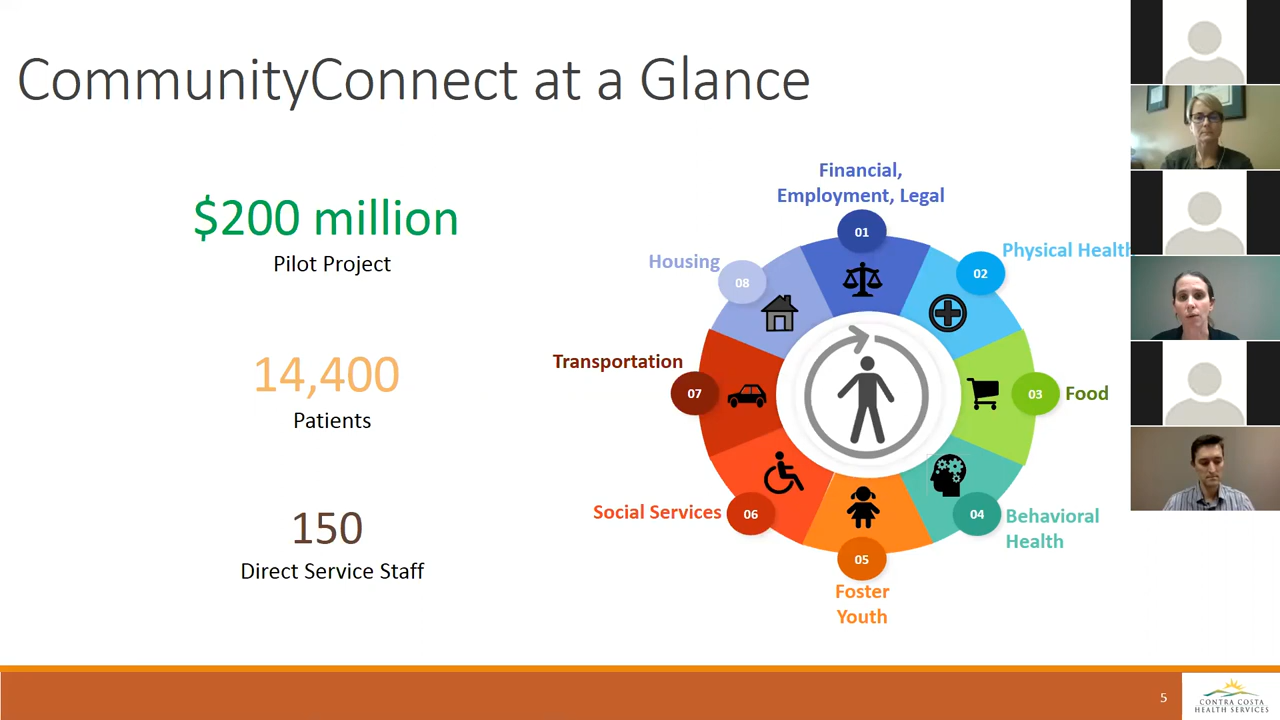 CommunityConnect at a Glance
$200 million
Pilot Project
14,400
Patients
150
Direct Service Staff
Financial,
Employment, Legal
01
Physical Health
02
Food
03
Behavioral
Health
04
Foster
Youth
05
Social Services
06
Transportation
07
Housing
08
5
CONTRA COSTA
HEALTH SERVICES